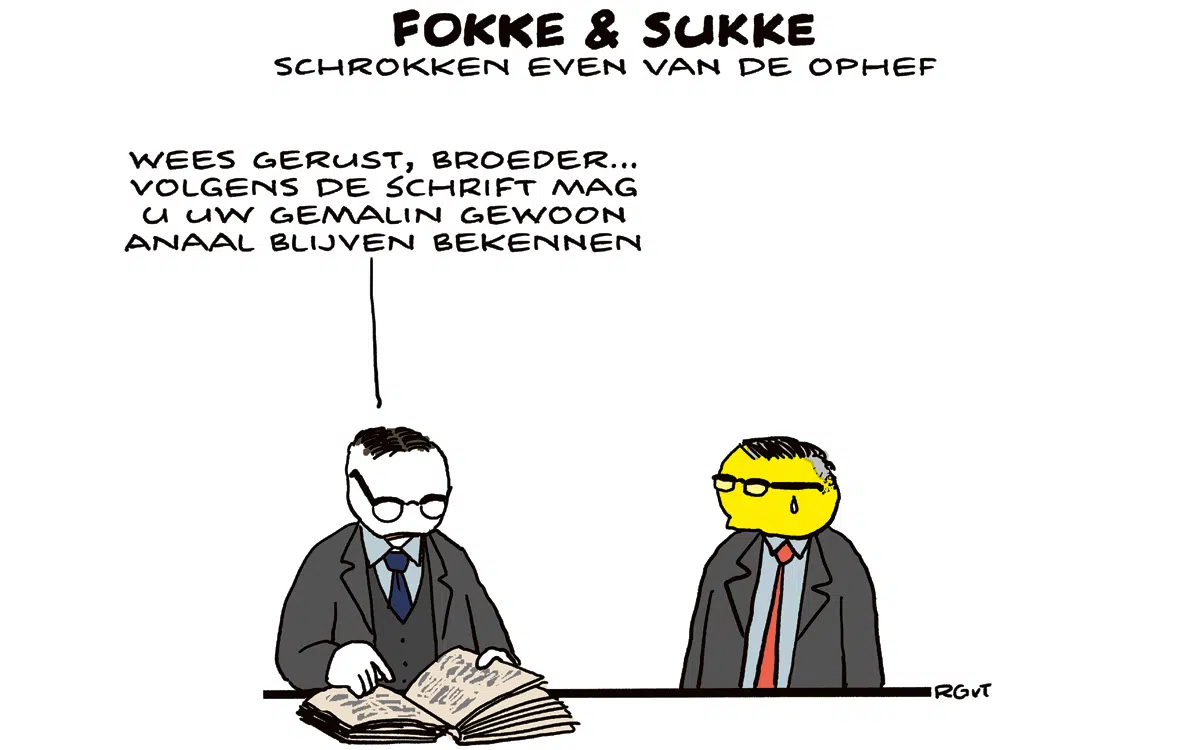 FOKKE & SUKKE
SCHROKKEN EVEN VAN DE OPHEF
WEES GERUST, BROEDER...
VOLGENS DE SCHRIFT MAG
U UW GEMALIN GEWOON
ANAAL BLIJVEN BEKENNEN
RGvT